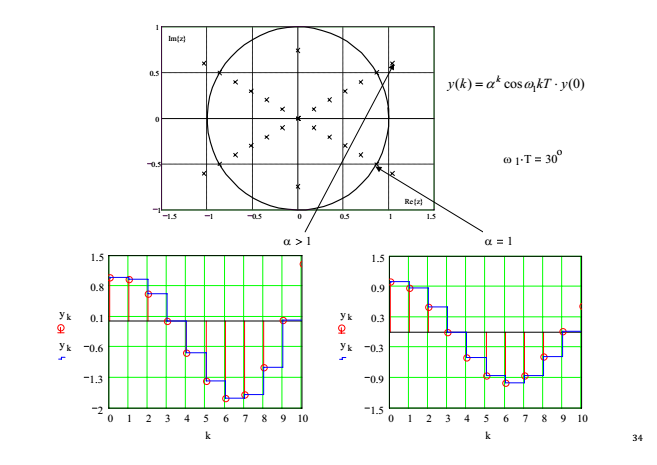 Im{z}
1
0.5
0
−0.5
−1
−1.5 −1 −0.5 0 0.5 1 1.5
Re{z}
y(k) = α^k cos ω₁kT · y(0)
ω 1·T = 30°
α > 1
α = 1
1.5
0.8
0.1
−0.6
−1.3
−2
y k
y k
0 1 2 3 4 5 6 7 8 9 10
k
1.5
0.9
0.3
−0.3
−0.9
−1.5
y k
y k
0 1 2 3 4 5 6 7 8 9 10
k
34